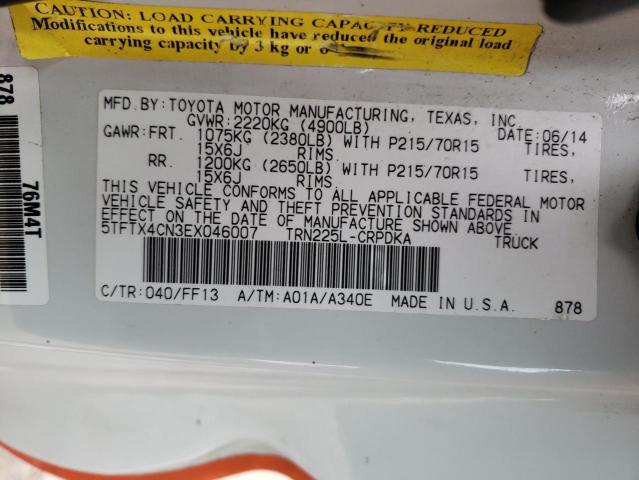 CAUTION: LOAD CARRYING CAPACITY REDUCED
Modifications to this vehicle have reduced the original load
carrying capacity by 3 kg or
MFD.BY: TOYOTA MOTOR MANUFACTURING, TEXAS, INC.
GVWR:2220KG (4900LB) DATE:06/14
GAWR:FRT. 1075KG (2380LB) WITH P215/70R15 TIRES,
15X6J RIMS
RR. 1200KG (2650LB) WITH P215/70R15 TIRES,
15X6J RIMS
THIS VEHICLE CONFORMS TO ALL APPLICABLE FEDERAL MOTOR
VEHICLE SAFETY AND THEFT PREVENTION STANDARDS IN
EFFECT ON THE DATE OF MANUFACTURE SHOWN ABOVE.
5TFTX4CN3EX046007 TRN225L-CRPDKA TRUCK
C/TR:040/FF13 A/TM:A01A/A340E MADE IN U.S.A. 878
878
76M4T